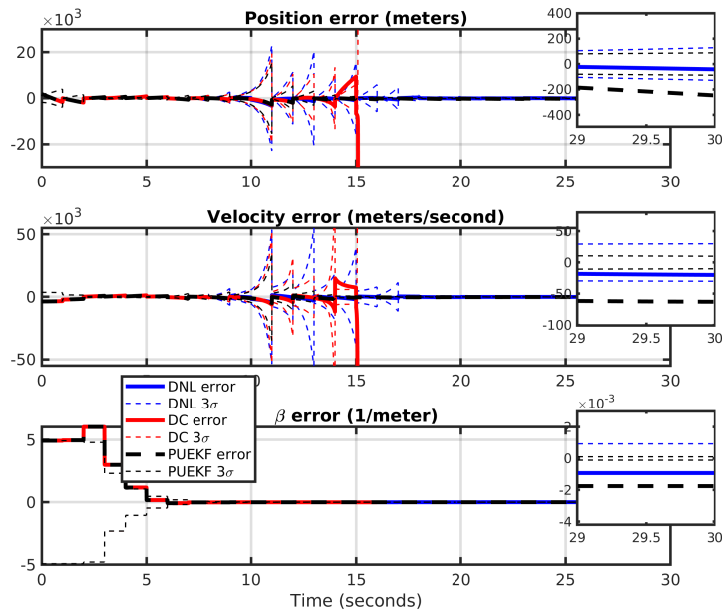 Position error (meters)
×10³
20
0
-20
0 5 10 15 20 25 30
400
200
0
-200
-400
29 29.5 30
Velocity error (meters/second)
×10³
50
0
-50
0 5 10 15 20 25 30
50
0
-50
-100
29 29.5 30
β error (1/meter)
5
0
-5
0 5 10 15 20 25 30
Time (seconds)
DNL error
DNL 3σ
DC error
DC 3σ
PUEKF error
PUEKF 3σ
×10⁻³
2
0
-2
-4
29 29.5 30